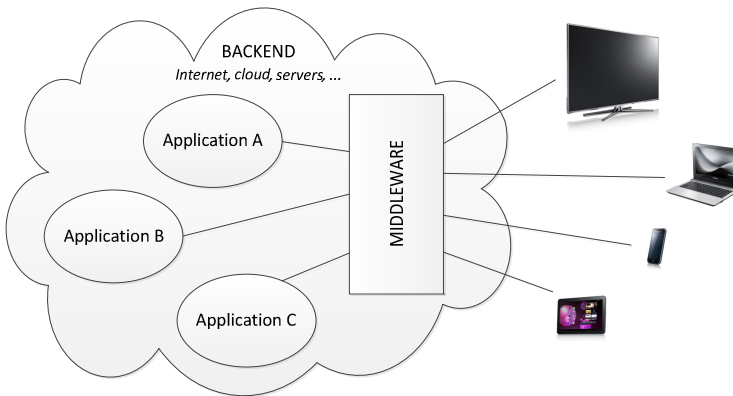 BACKEND
Internet, cloud, servers, ...
Application A
MIDDLEWARE
Application B
Application C